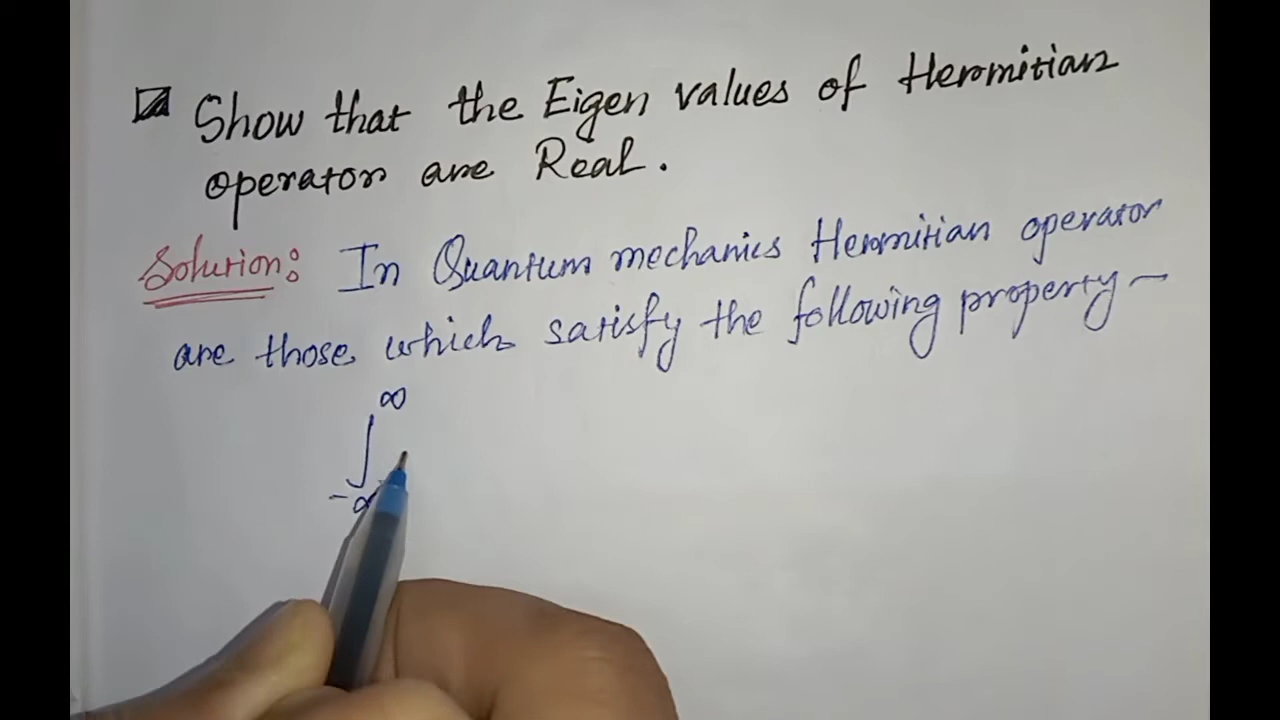 Show that the Eigen values of Hermitian
operator are Real.
Solution: In Quantum mechanics Hermitian operator
are those which satisfy the following property —
∫
∞
-∞